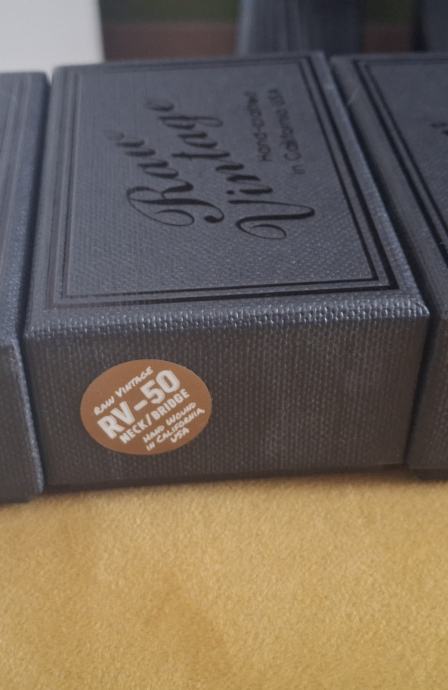 Raw
Vintage
Hand-crafted
in California USA
RAW VINTAGE
RV-50
NECK/BRIDGE
HAND WOUND
IN CALIFORNIA,
USA